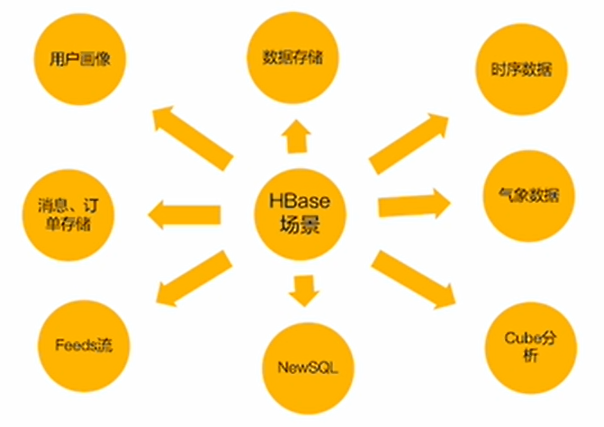 用户画像
数据存储
时序数据
消息、订
单存储
HBase
场景
气象数据
Feeds流
NewSQL
Cube分
析